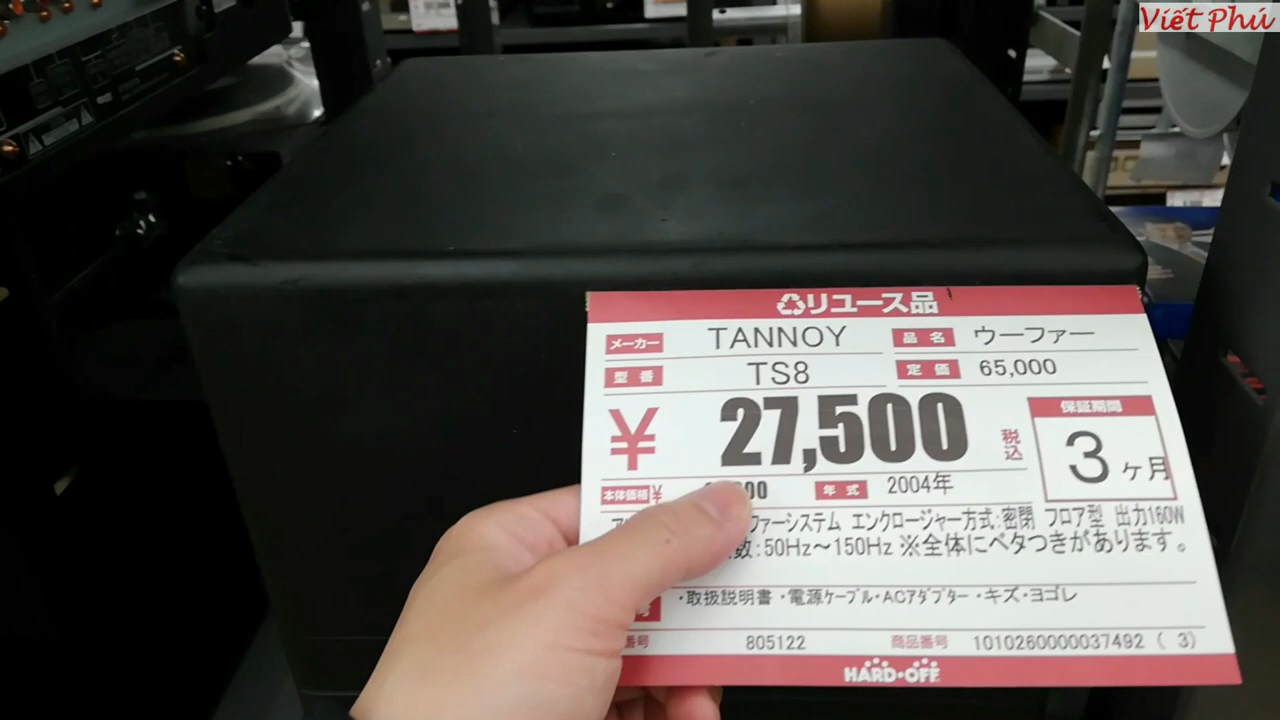 Viết Phú
リユース品
メーカー TANNOY 品名 ウーファー
型番 TS8 定価 65,000
¥ 27,500 税込
保証期間
3ヶ月
本体価格¥ 年式 2004年
ファーシステム エンクロージャー方式:密閉 フロア型 出力160W
数:50Hz～150Hz ※全体にベタつきがあります。
・取扱説明書・電源ケーブル・ACアダプター・キズ・ヨゴレ
番号 805122 商品番号 1010260000037492 ( 3)
HARD・OFF